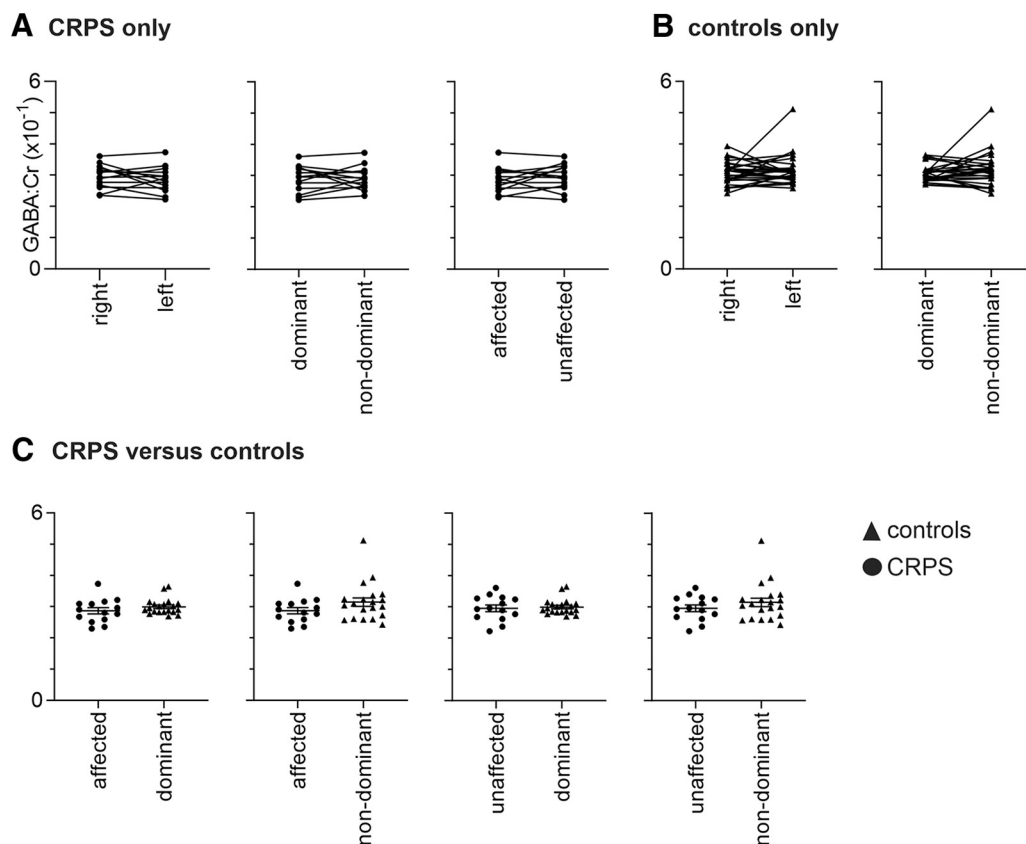 A CRPS only
B controls only
6
GABA:Cr (x10⁻¹)
0
right
left
dominant
non-dominant
affected
unaffected
6
0
right
left
dominant
non-dominant
C CRPS versus controls
6
0
affected
dominant
affected
non-dominant
unaffected
dominant
unaffected
non-dominant
controls
CRPS